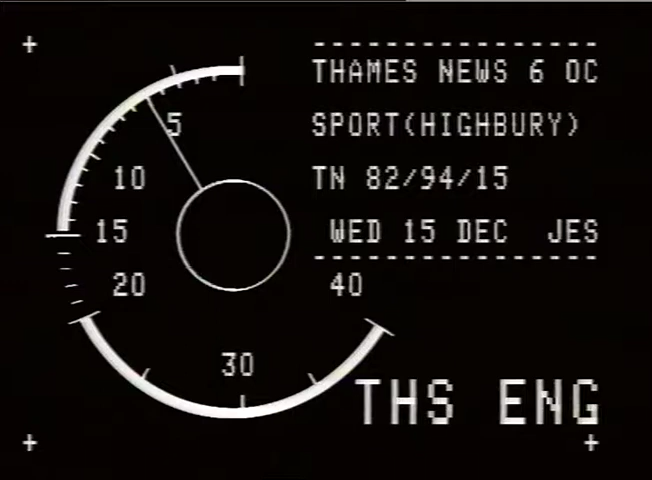 THAMES NEWS 6 OC
SPORT(HIGHBURY)
TN 82/94/15
WED 15 DEC JES
5
10
15
20
30
40
THS ENG